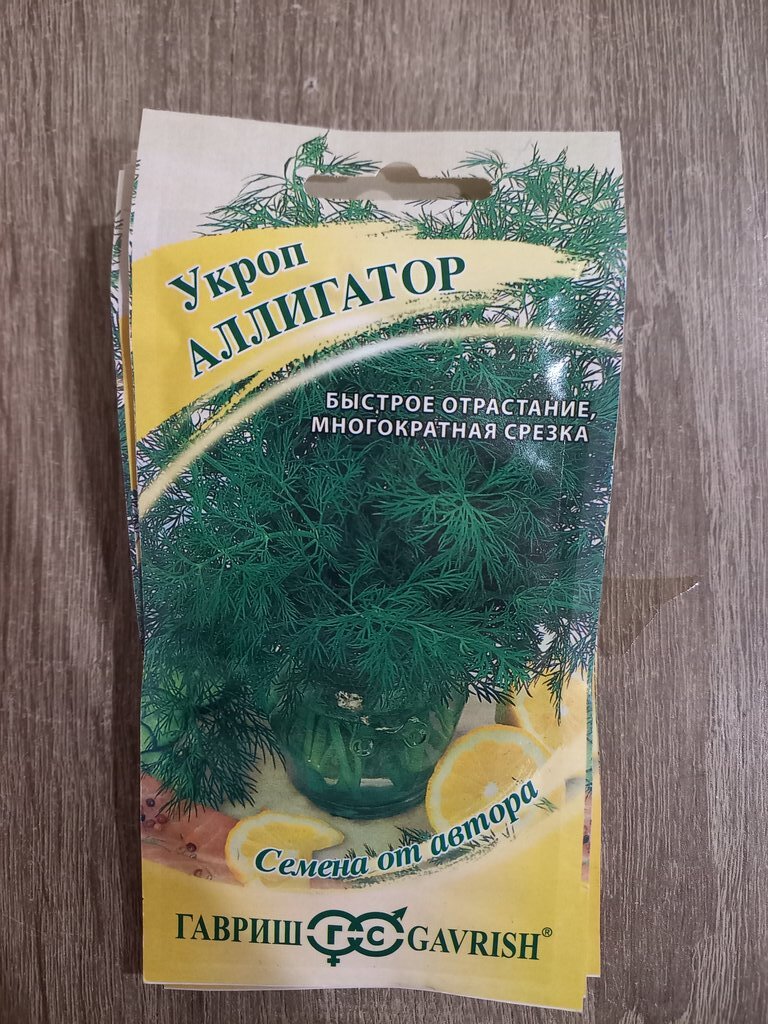 Укроп
АЛЛИГАТОР
БЫСТРОЕ ОТРАСТАНИЕ,
МНОГОКРАТНАЯ СРЕЗКА
Семена от автора
ГАВРИШ Г С GAVRISH®